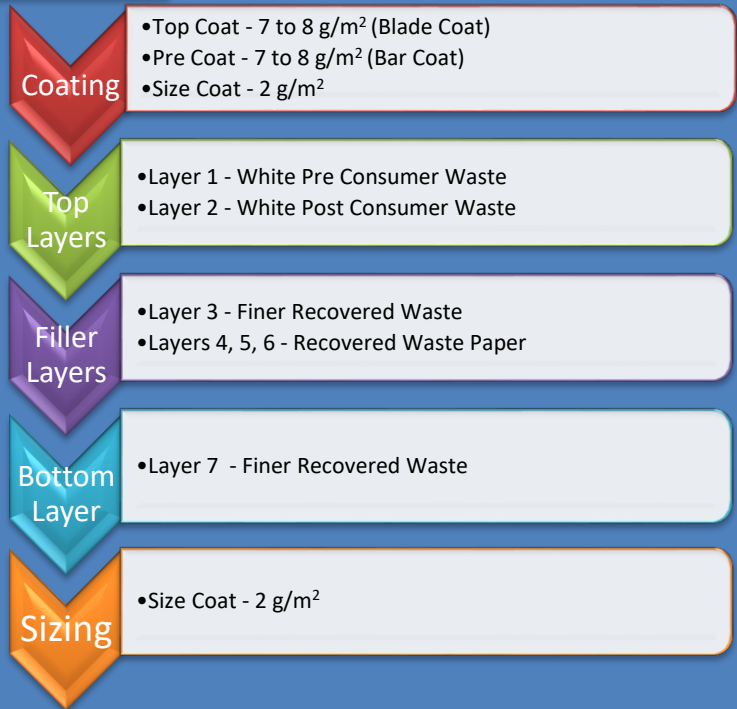 Coating
•Top Coat - 7 to 8 g/m² (Blade Coat)
•Pre Coat - 7 to 8 g/m² (Bar Coat)
•Size Coat - 2 g/m²
Top
Layers
•Layer 1 - White Pre Consumer Waste
•Layer 2 - White Post Consumer Waste
Filler
Layers
•Layer 3 - Finer Recovered Waste
•Layers 4, 5, 6 - Recovered Waste Paper
Bottom
Layer
•Layer 7 - Finer Recovered Waste
Sizing
•Size Coat - 2 g/m²